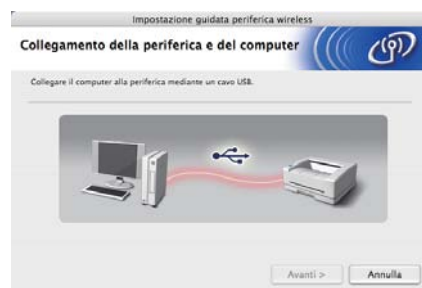 Impostazione guidata periferica wireless
Collegamento della periferica e del computer
Collegare il computer alla periferica mediante un cavo USB.
Avanti >
Annulla